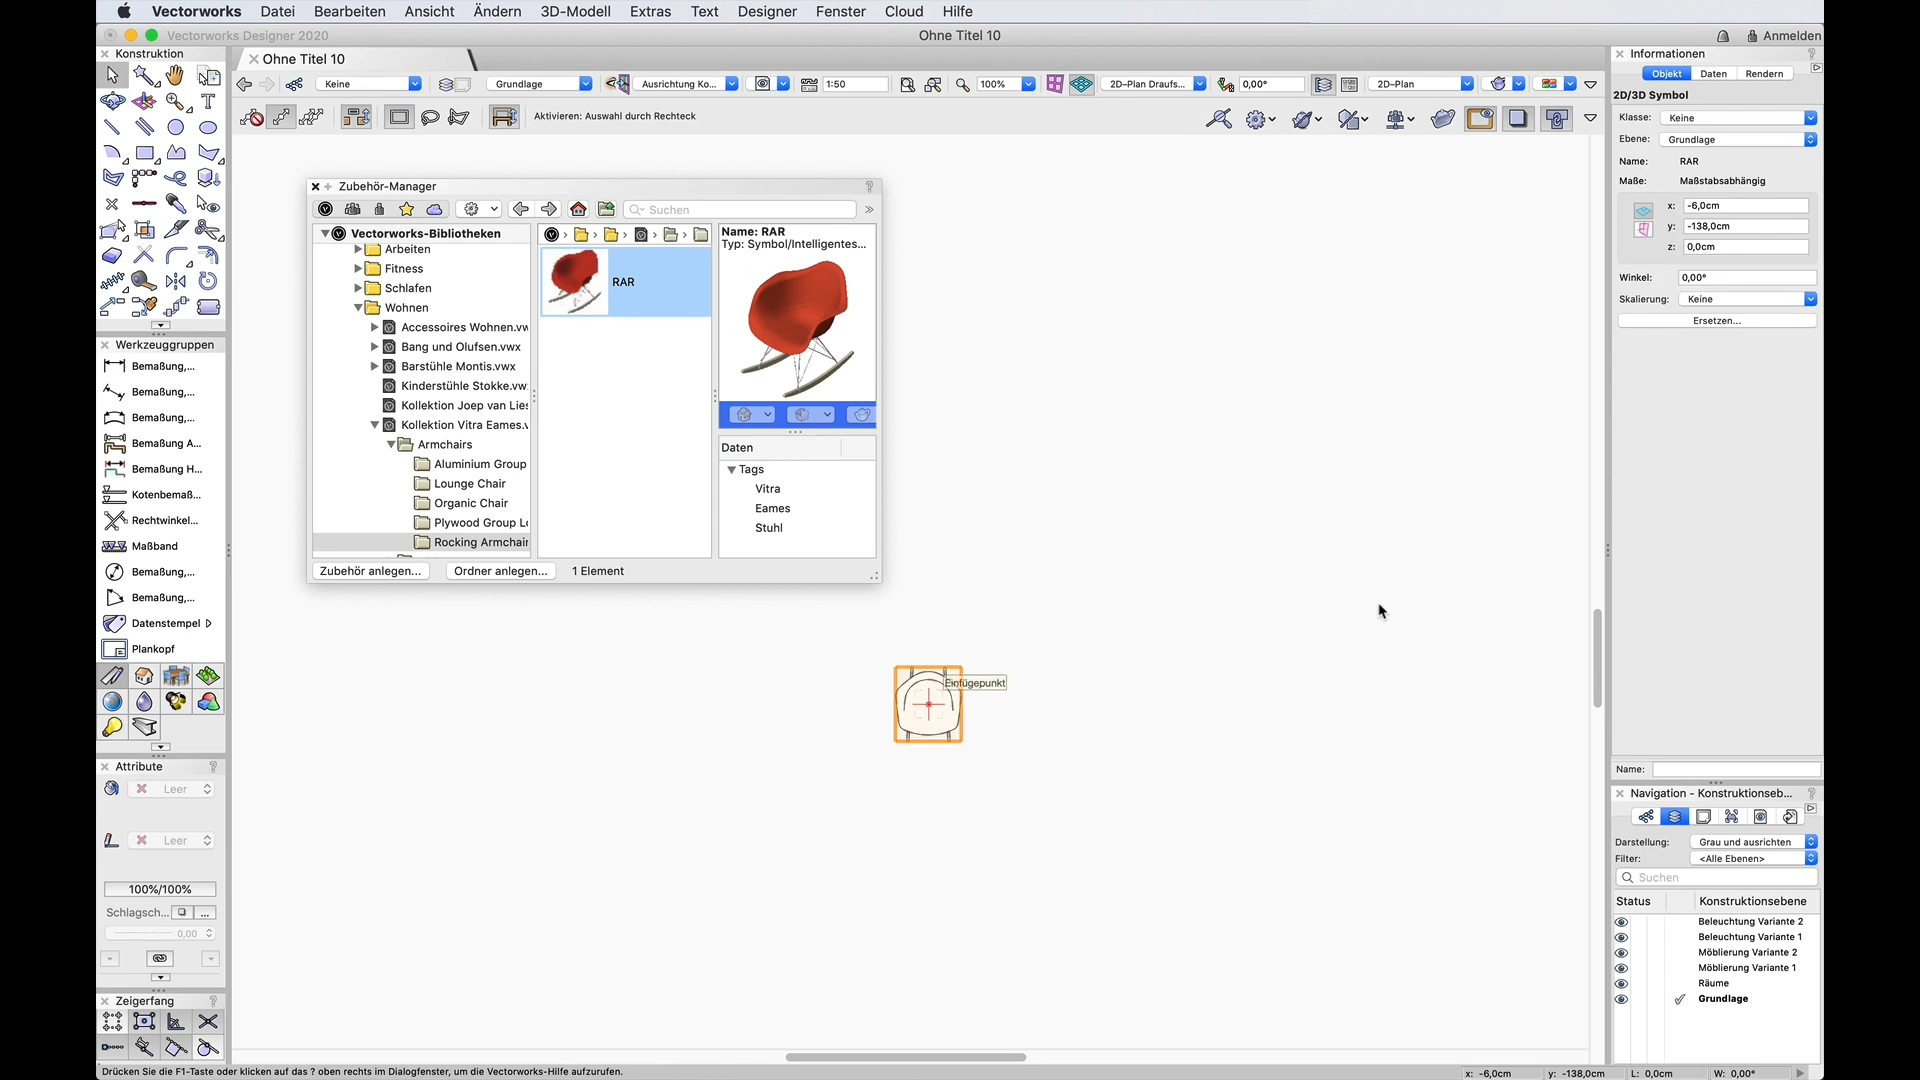 Vectorworks Datei Bearbeiten Ansicht Ändern 3D-Modell Extras Text Designer Fenster Cloud Hilfe
Vectorworks Designer 2020
Ohne Titel 10
Anmelden
Konstruktion
Ohne Titel 10
Keine
Grundlage
Ausrichtung Ko...
1:50
100%
2D-Plan Draufs...
0,00°
2D-Plan
Aktivieren: Auswahl durch Rechteck
Werkzeuggruppen
Bemaßung,...
Bemaßung,...
Bemaßung,...
Bemaßung A...
Bemaßung H...
Kotenbemaß...
Rechtwinkel...
Maßband
Bemaßung,...
Bemaßung,...
Datenstempel
Plankopf
Attribute
Leer
Leer
100%/100%
Schlagsch...
...
0,00
Zeigerfang
Zubehör-Manager
Suchen
Vectorworks-Bibliotheken
Arbeiten
Fitness
Schlafen
Wohnen
Accessoires Wohnen.vw
Bang und Olufsen.vwx
Barstühle Montis.vwx
Kinderstühle Stokke.vw
Kollektion Joep van Lies
Kollektion Vitra Eames.v
Armchairs
Aluminium Group
Lounge Chair
Organic Chair
Plywood Group Lo
Rocking Armchair
RAR
Name: RAR
Typ: Symbol/Intelligentes...
Daten
Tags
Vitra
Eames
Stuhl
Zubehör anlegen...
Ordner anlegen...
1 Element
Einfügepunkt
Informationen
Objekt Daten Rendern
2D/3D Symbol
Klasse: Keine
Ebene: Grundlage
Name: RAR
Maße: Maßstabsabhängig
x: -6,0cm
y: -138,0cm
z: 0,0cm
Winkel: 0,00°
Skalierung: Keine
Ersetzen...
Name:
Navigation - Konstruktionseb...
Darstellung: Grau und ausrichten
Filter: <Alle Ebenen>
Suchen
Status Konstruktionsebene
Beleuchtung Variante 2
Beleuchtung Variante 1
Möblierung Variante 2
Möblierung Variante 1
Räume
Grundlage
Drücken Sie die F1-Taste oder klicken auf das ? oben rechts im Dialogfenster, um die Vectorworks-Hilfe aufzurufen.
x: -6,0cm y: -138,0cm L: 0,0cm W: 0,00°